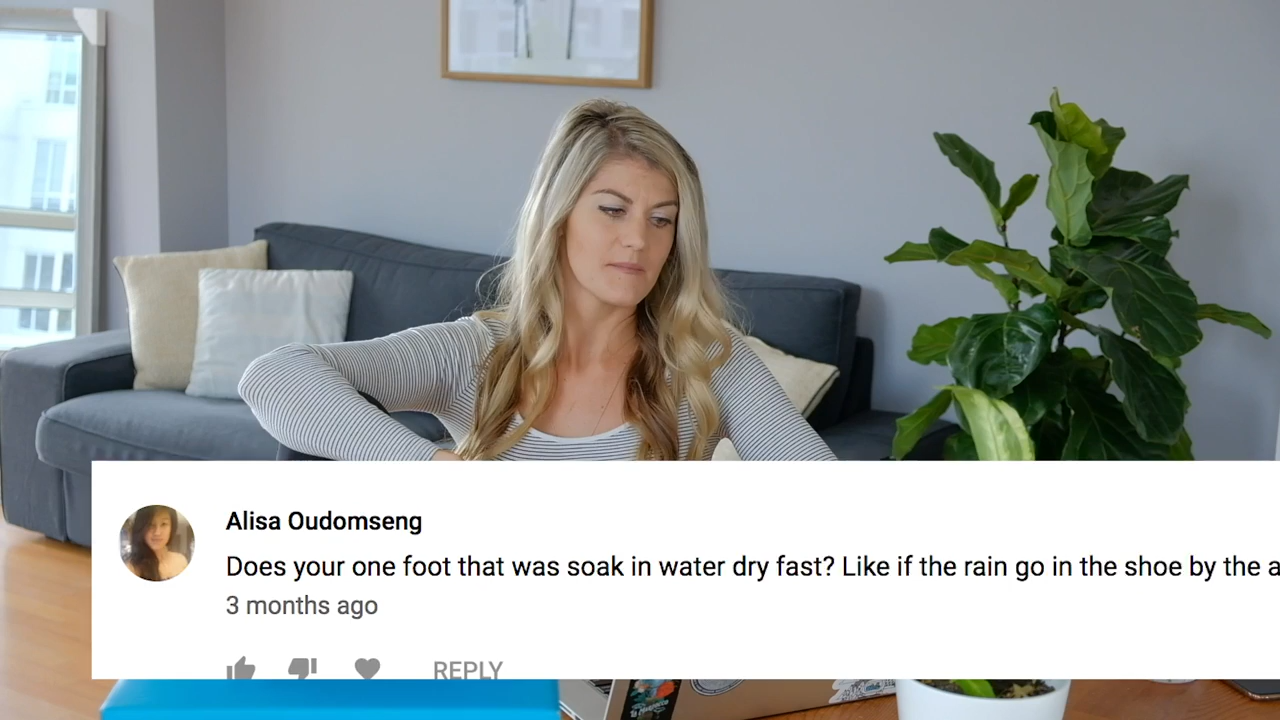 Alisa Oudomseng
Does your one foot that was soak in water dry fast? Like if the rain go in the shoe by the a
3 months ago
REPLY